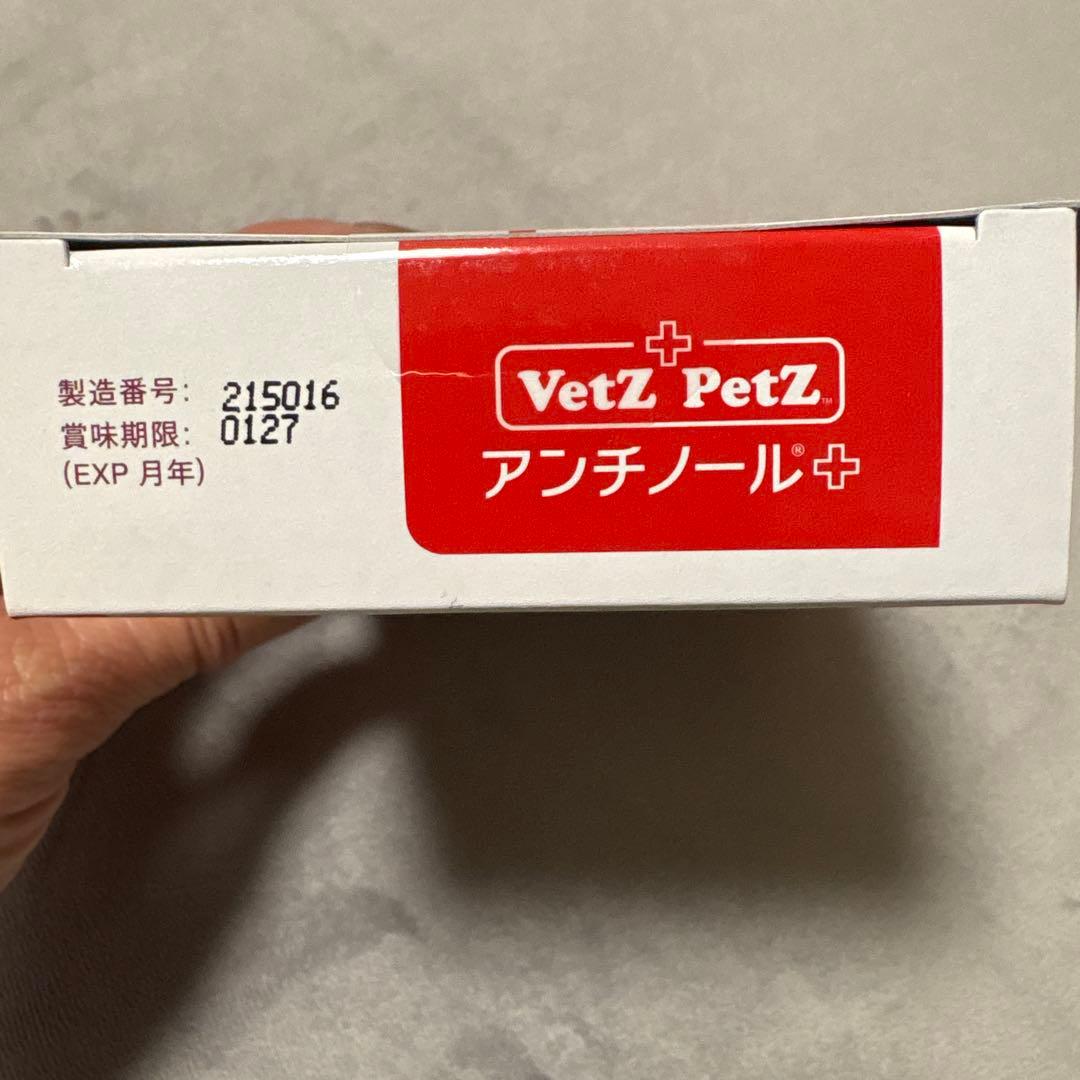 製造番号: 215016
賞味期限: 0127
(EXP 月年)
VetZ PetZ™
アンチノール®+